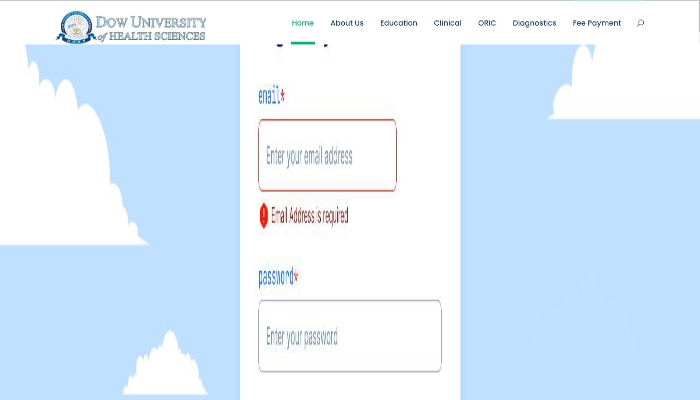 DOW UNIVERSITY
of HEALTH SCIENCES
Home About Us Education Clinical ORIC Diagnostics Fee Payment
email*
Enter your email address
Email Address is required
password*
Enter your password